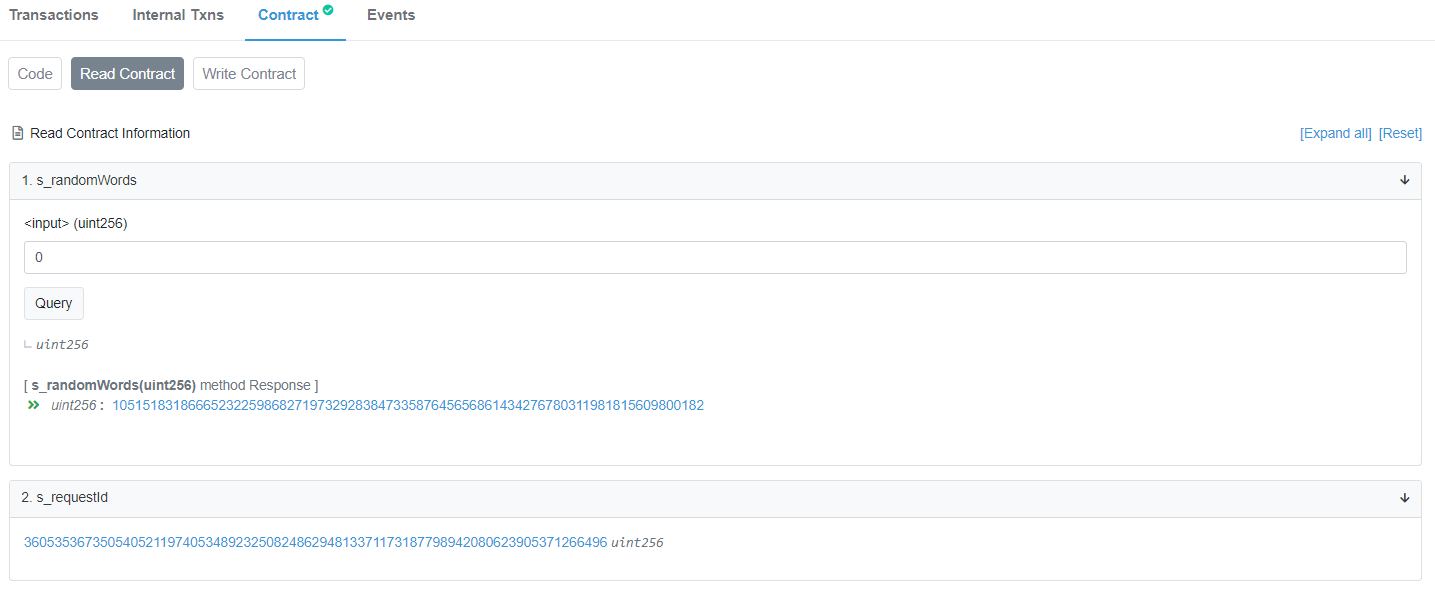 Transactions Internal Txns Contract Events
Code Read Contract Write Contract
Read Contract Information [Expand all] [Reset]
1. s_randomWords
<input> (uint256)
0
Query
uint256
[ s_randomWords(uint256) method Response ]
uint256 : 105151831866652322598682719732928384733587645656861434276780311981815609800182
2. s_requestId
36053536735054052119740534892325082486294813371173187798942080623905371266496 uint256